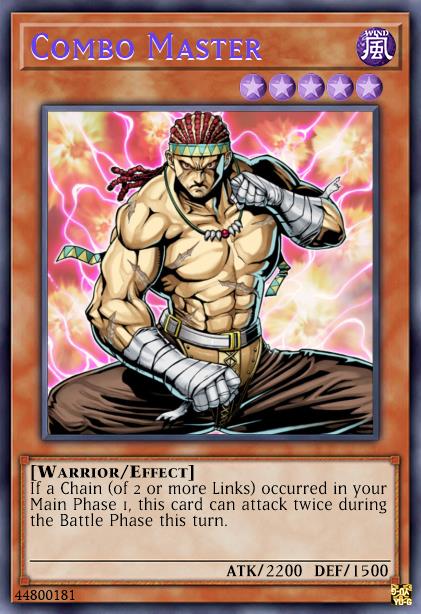 Combo Master
WIND
風
[Warrior/Effect]
If a Chain (of 2 or more Links) occurred in your
Main Phase 1, this card can attack twice during
the Battle Phase this turn.
ATK/2200 DEF/1500
44800181